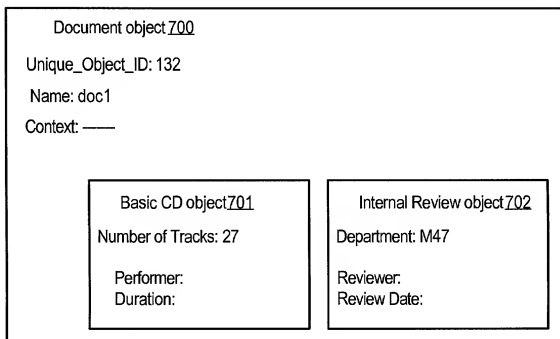 Document object 700
Unique_Object_ID: 132
Name: doc1
Context: ——
Basic CD object 701
Number of Tracks: 27
Performer:
Duration:
Internal Review object 702
Department: M47
Reviewer:
Review Date: